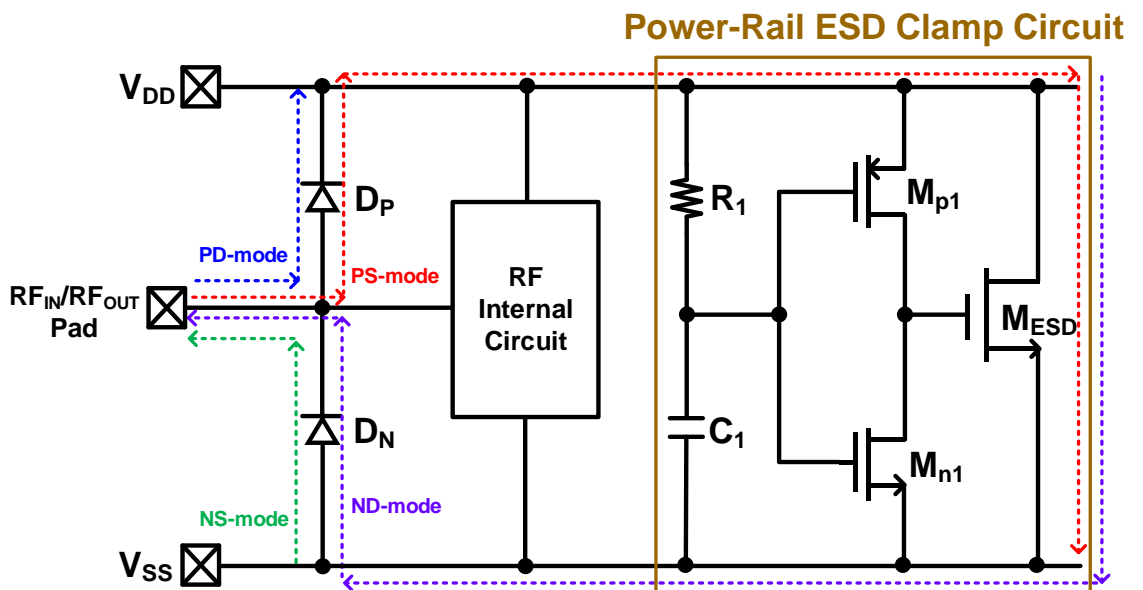 Power-Rail ESD Clamp Circuit
VDD
DP
R1
Mp1
PD-mode
PS-mode
RFIN/RFOUT
Pad
RF
Internal
Circuit
MESD
DN
C1
Mn1
NS-mode
ND-mode
VSS